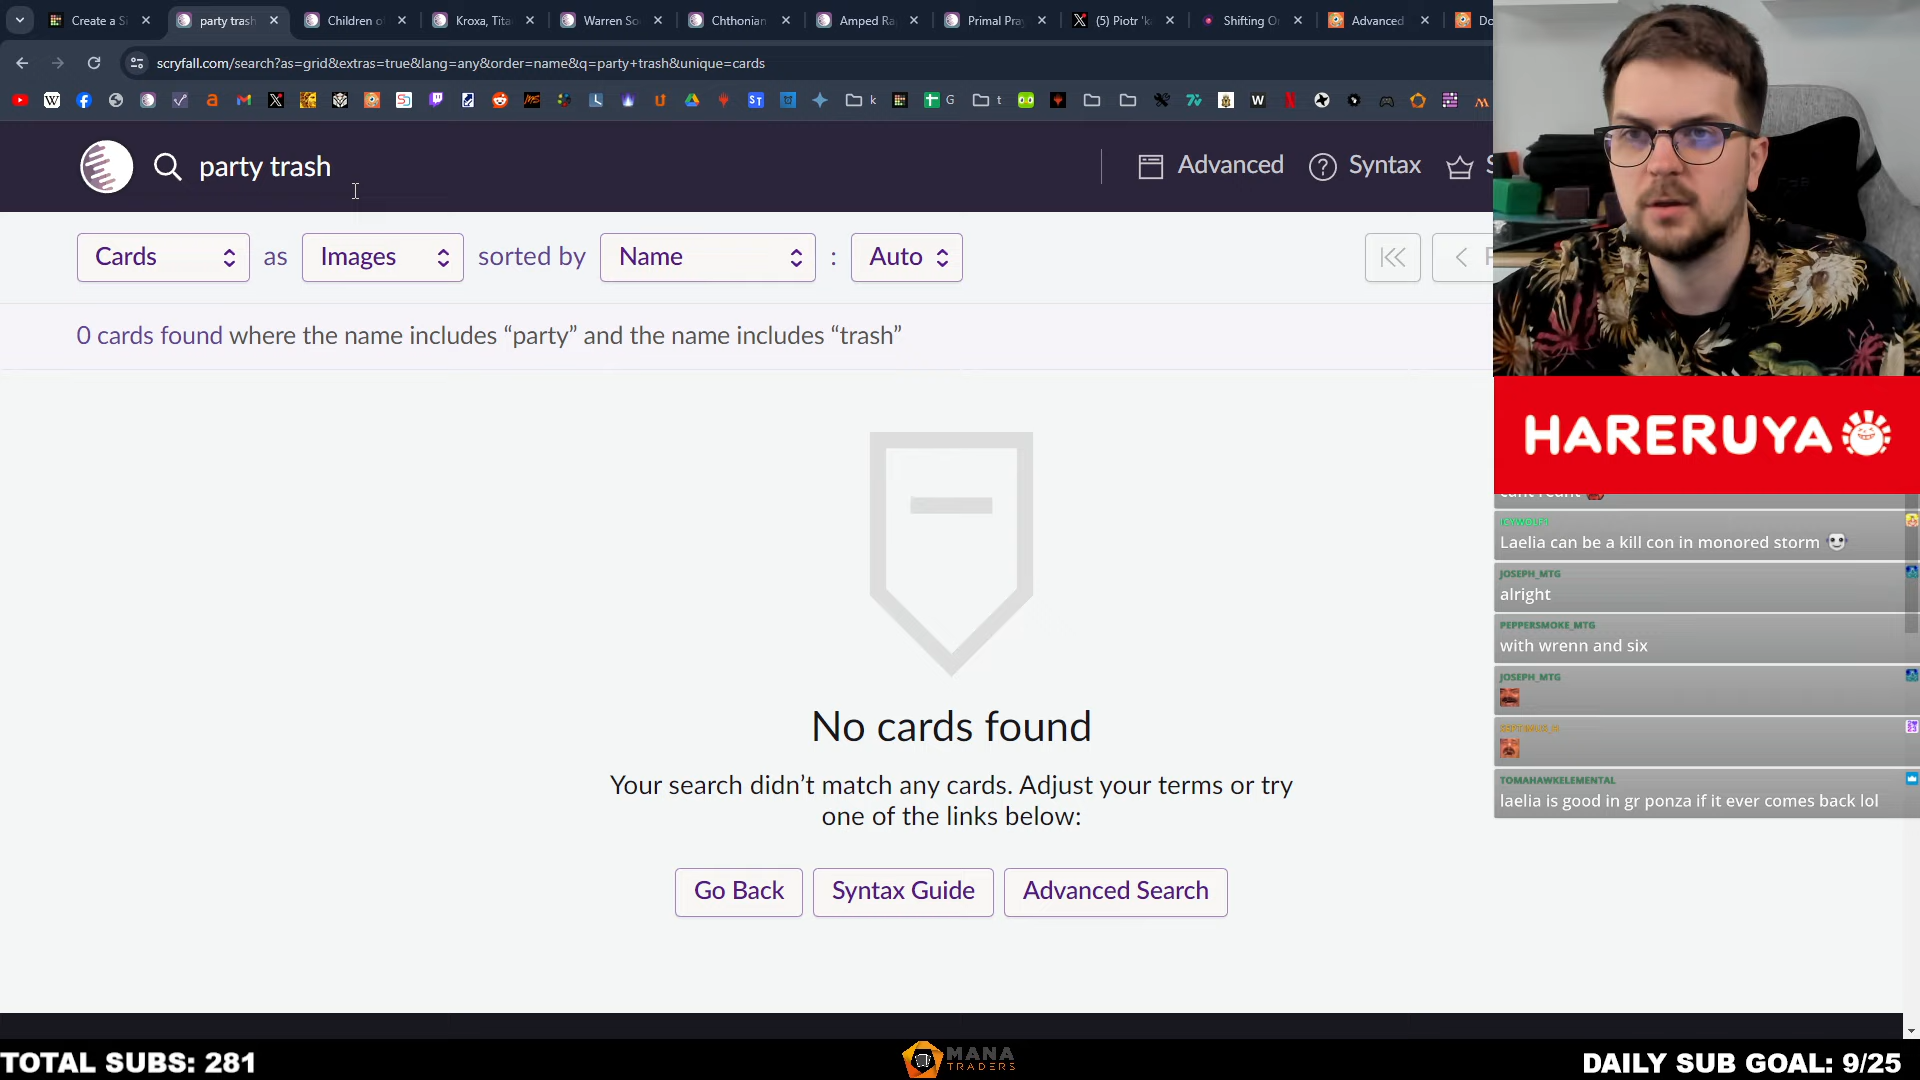 Create a Si
party trash
Children of
Kroxa, Tita
Warren So
Chthonian
Amped Ra
Primal Pra
(5) Piotr 'k
Shifting O
Advanced
Do
scryfall.com/search?as=grid&extras=true&lang=any&order=name&q=party+trash&unique=cards
k
G
t
party trash
Advanced
Syntax
S
Cards as Images sorted by Name : Auto
0 cards found where the name includes “party” and the name includes “trash”
No cards found
Your search didn’t match any cards. Adjust your terms or try
one of the links below:
Go Back
Syntax Guide
Advanced Search
HARERUYA
ICYWOLF1
Laelia can be a kill con in monored storm
JOSEPH_MTG
alright
PEPPERSMOKE_MTG
with wrenn and six
JOSEPH_MTG
TOMAHAWKELEMENTAL
laelia is good in gr ponza if it ever comes back lol
TOTAL SUBS: 281
MANA
TRADERS
DAILY SUB GOAL: 9/25